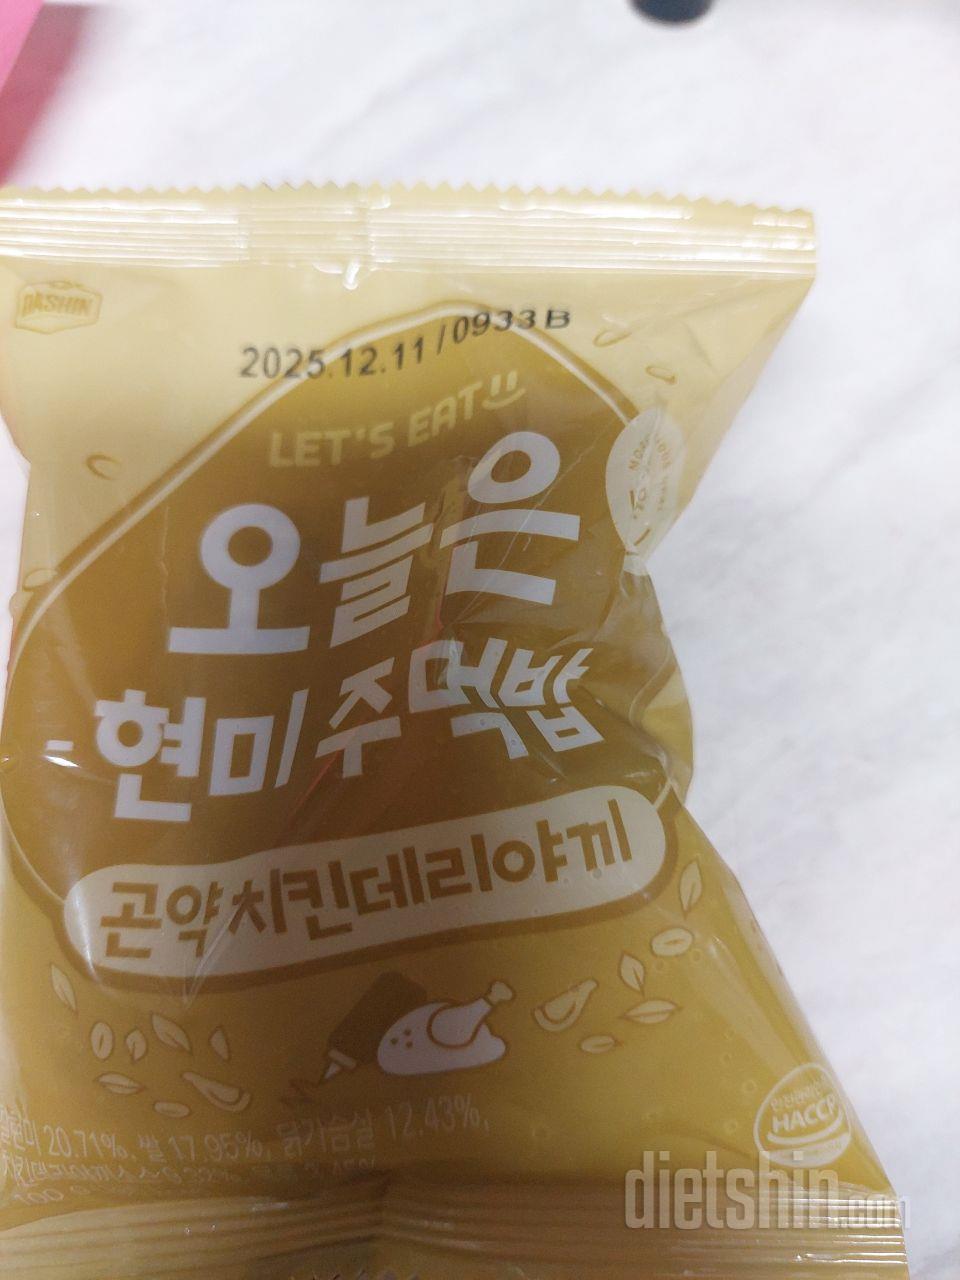 DASHIN
2025.12.11/0933B
LET'S EAT
오늘은
현미주먹밥
곤약치킨데리야끼
HACCP
20.71%, 쌀 17.95%, 닭가슴살 12.43%,
dietshin.com